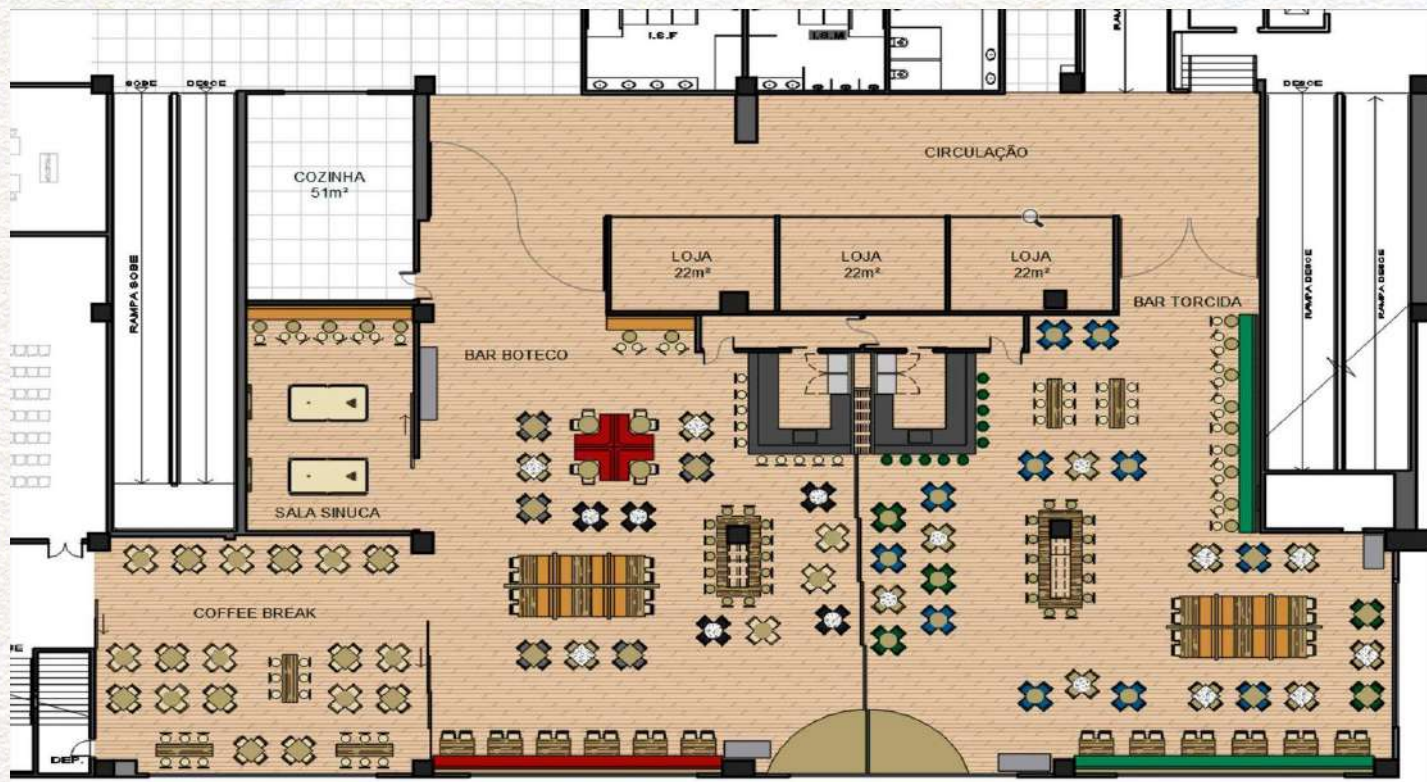 I.S.F
I.S.M
SOBE
DESCE
DESCE
CIRCULAÇÃO
COZINHA
51m²
LOJA
22m²
LOJA
22m²
LOJA
22m²
RAMPA SOBE
RAMPA DESCE
RAMPA DESCE
BAR TORCIDA
BAR BOTECO
SALA SINUCA
COFFEE BREAK
DEP.